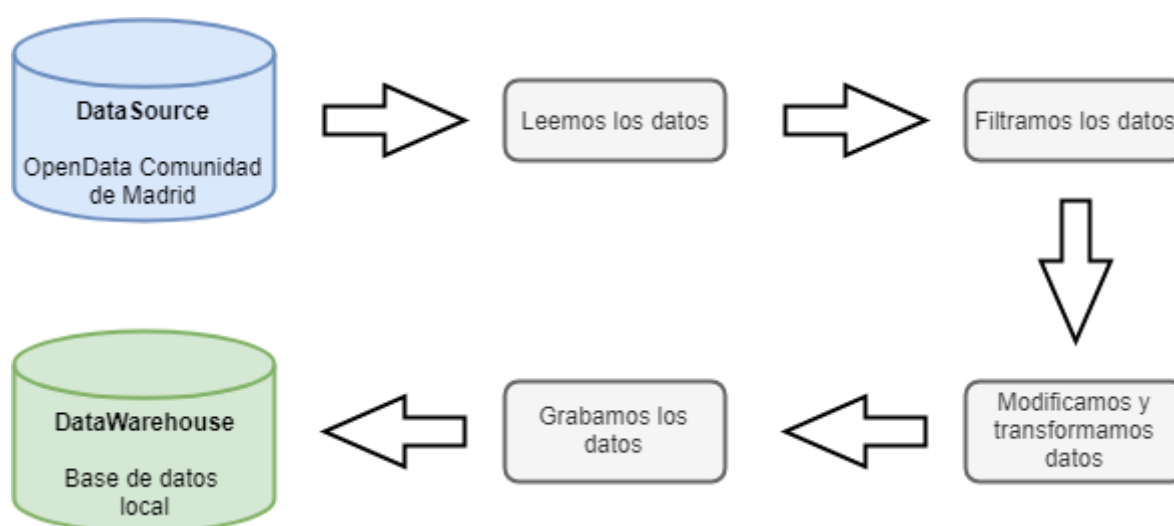 DataSource
OpenData Comunidad
de Madrid
Leemos los datos
Filtramos los datos
Modificamos y
transformamos
datos
Grabamos los
datos
DataWarehouse
Base de datos
local